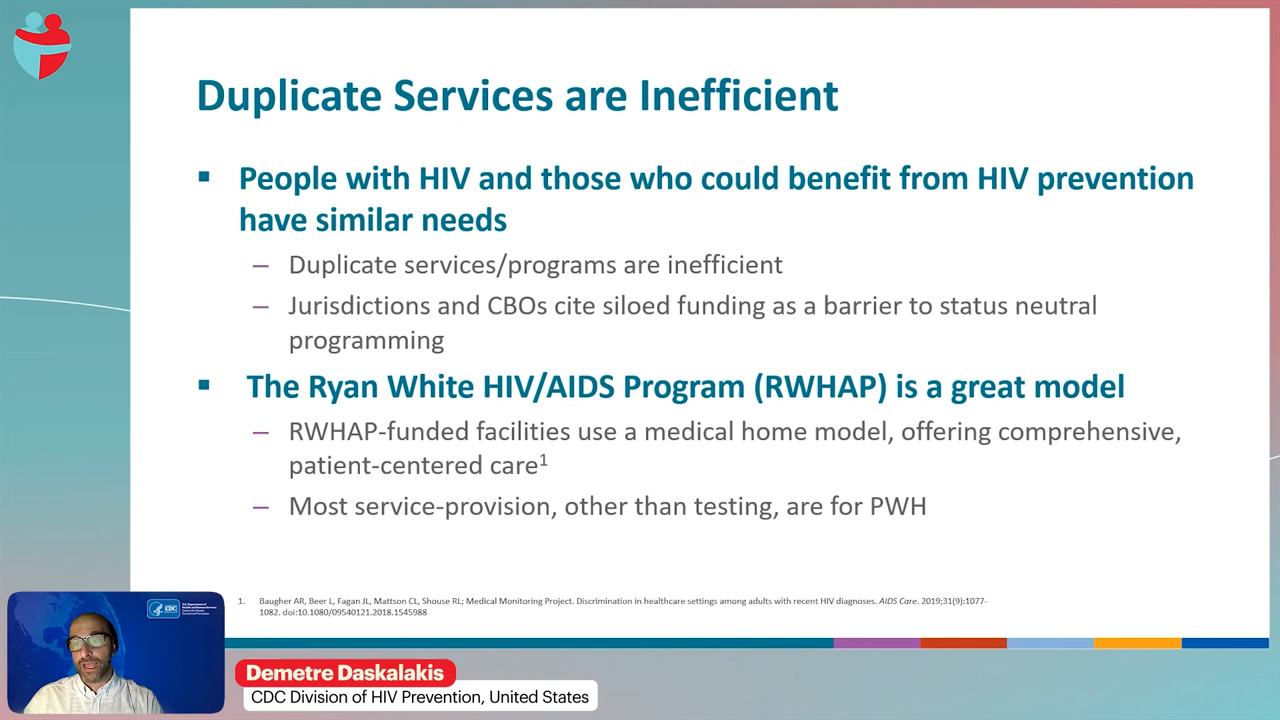 Duplicate Services are Inefficient
▪ People with HIV and those who could benefit from HIV prevention
have similar needs
– Duplicate services/programs are inefficient
– Jurisdictions and CBOs cite siloed funding as a barrier to status neutral
programming
▪ The Ryan White HIV/AIDS Program (RWHAP) is a great model
– RWHAP-funded facilities use a medical home model, offering comprehensive,
patient-centered care1
– Most service-provision, other than testing, are for PWH
1. Baugher AR, Beer L, Fagan JL, Mattson CL, Shouse RL; Medical Monitoring Project. Discrimination in healthcare settings among adults with recent HIV diagnoses. AIDS Care. 2019;31(9):1077-
1082. doi:10.1080/09540121.2018.1545988
CDC
Demetre Daskalakis
CDC Division of HIV Prevention, United States